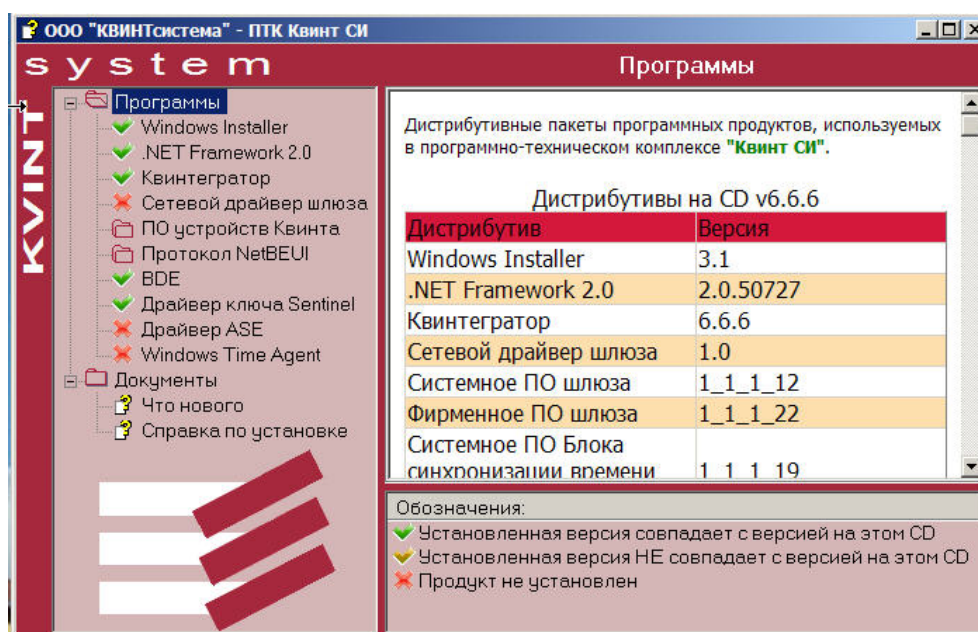 ООО "КВИНТсистема" - ПТК Квинт СИ
system
Программы
KVINT
Программы
Windows Installer
.NET Framework 2.0
Квинтегратор
Сетевой драйвер шлюза
ПО устройств Квинта
Протокол NetBEUI
BDE
Драйвер ключа Sentinel
Драйвер ASE
Windows Time Agent
Документы
Что нового
Справка по установке
Дистрибутивные пакеты программных продуктов, используемых
в программно-техническом комплексе "Квинт СИ".
Дистрибутивы на CD v6.6.6
Дистрибутив Версия
Windows Installer 3.1
.NET Framework 2.0 2.0.50727
Квинтегратор 6.6.6
Сетевой драйвер шлюза 1.0
Системное ПО шлюза 1_1_1_12
Фирменное ПО шлюза 1_1_1_22
Системное ПО Блока
синхронизации времени 1_1_1_19
Обозначения:
Установленная версия совпадает с версией на этом CD
Установленная версия НЕ совпадает с версией на этом CD
Продукт не установлен